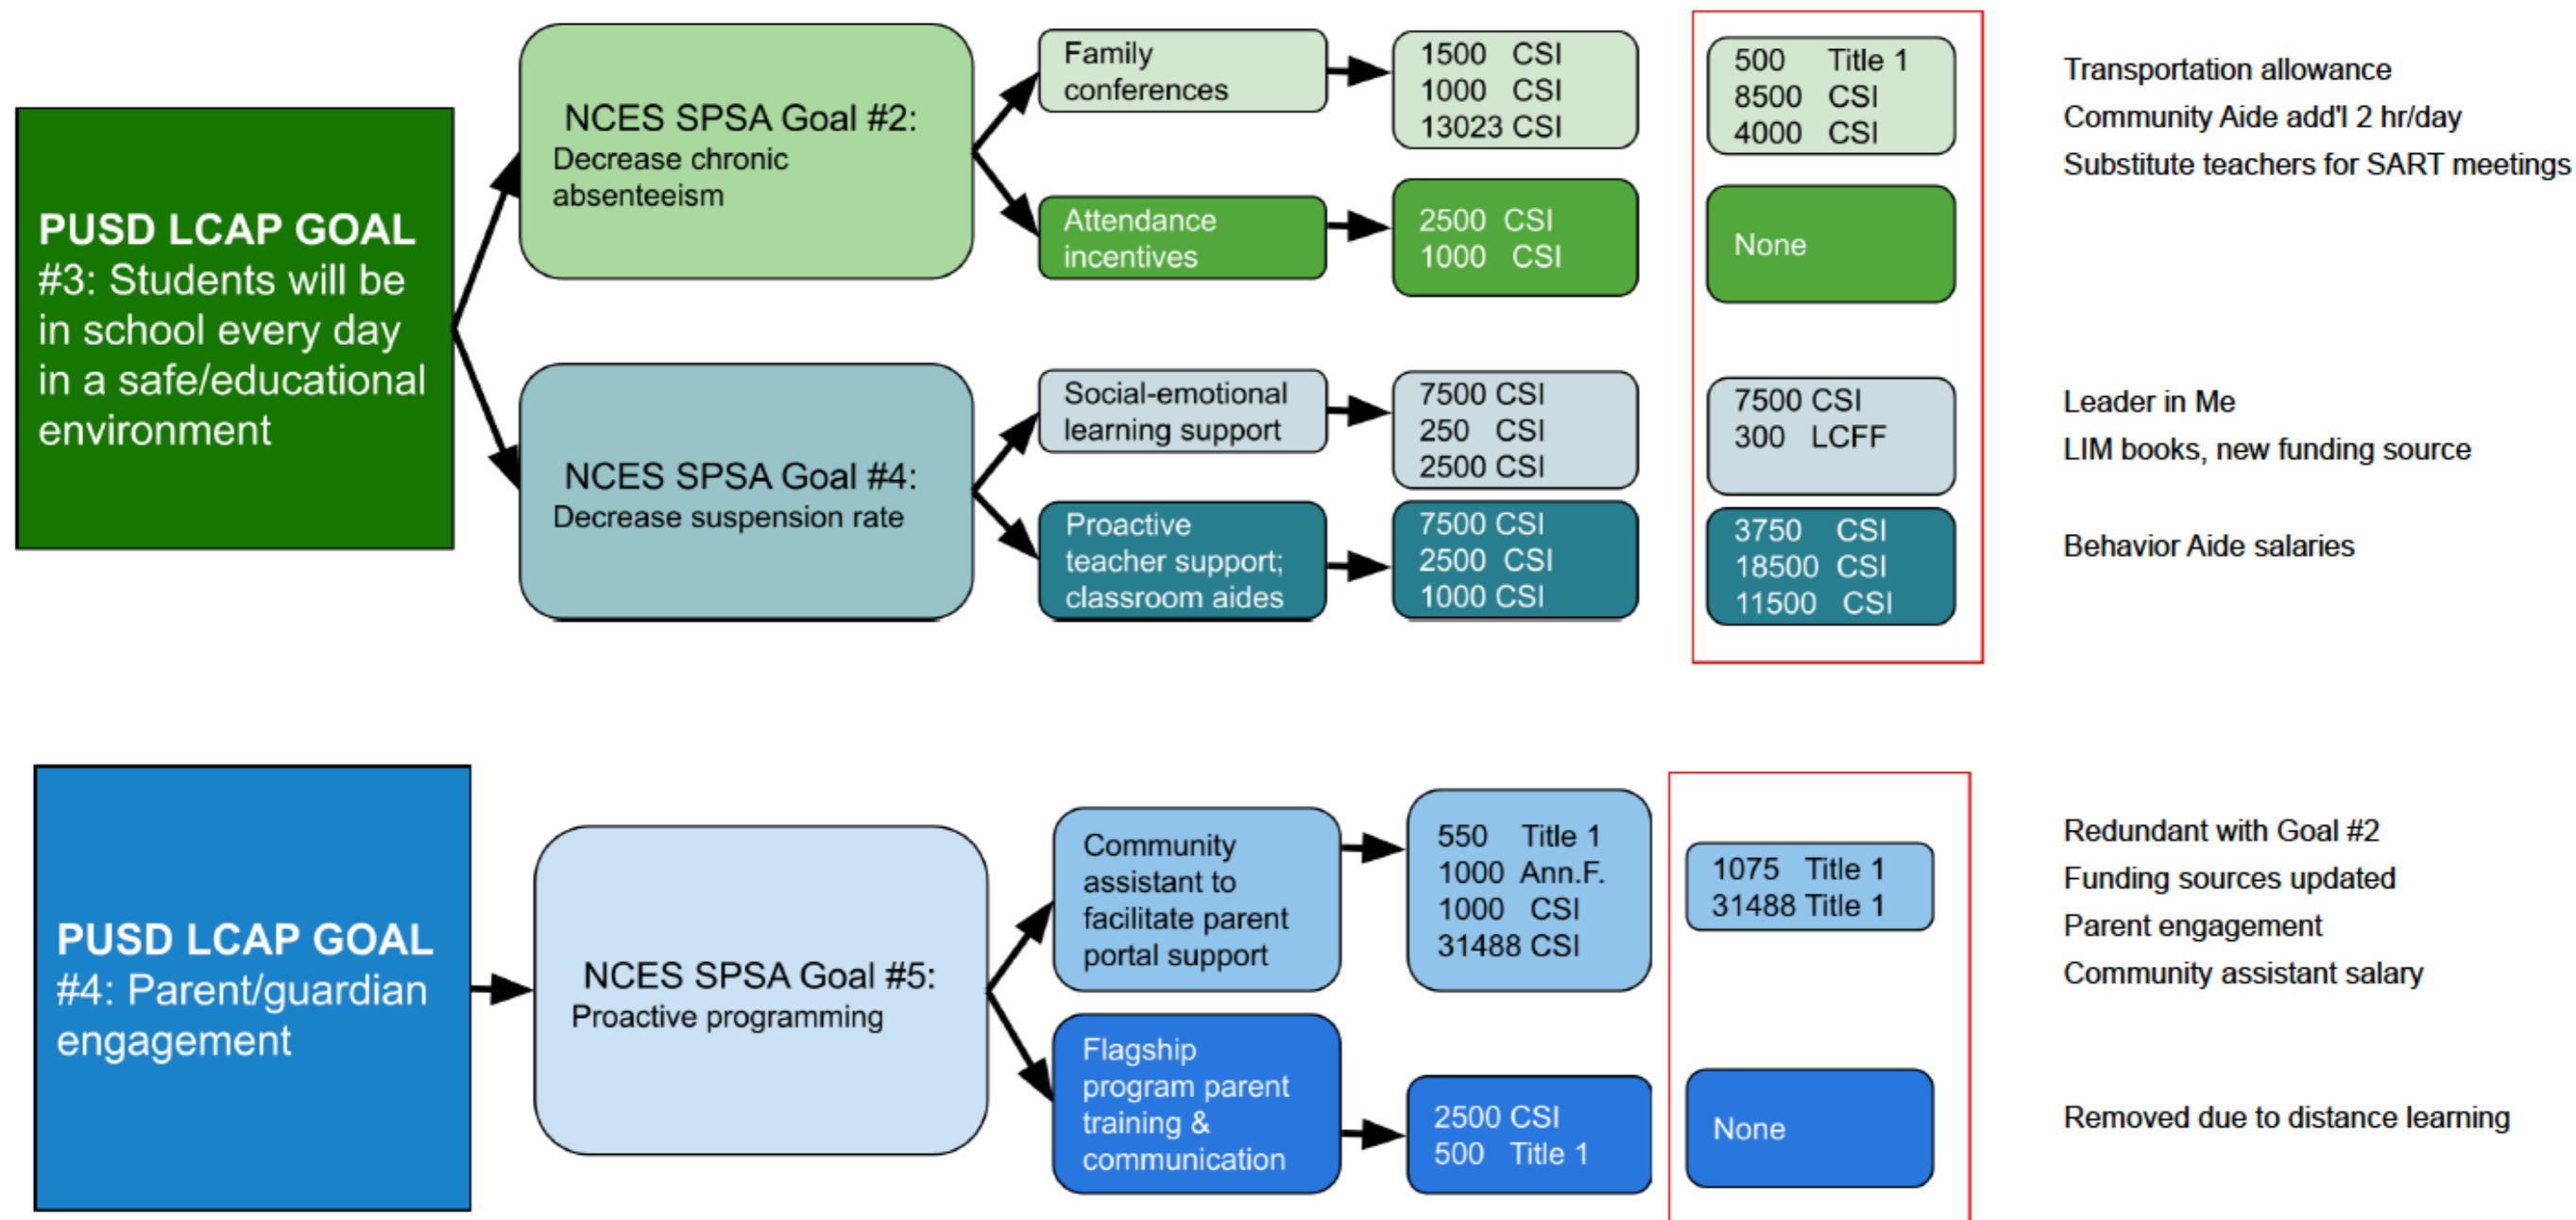 PUSD LCAP GOAL
#3: Students will be
in school every day
in a safe/educational
environment
NCES SPSA Goal #2:
Decrease chronic
absenteeism
Family
conferences
1500 CSI
1000 CSI
13023 CSI
500 Title 1
8500 CSI
4000 CSI
Transportation allowance
Community Aide add'l 2 hr/day
Substitute teachers for SART meetings
Attendance
incentives
2500 CSI
1000 CSI
None
NCES SPSA Goal #4:
Decrease suspension rate
Social-emotional
learning support
7500 CSI
250 CSI
2500 CSI
7500 CSI
300 LCFF
Leader in Me
LIM books, new funding source
Proactive
teacher support;
classroom aides
7500 CSI
2500 CSI
1000 CSI
3750 CSI
18500 CSI
11500 CSI
Behavior Aide salaries
PUSD LCAP GOAL
#4: Parent/guardian
engagement
NCES SPSA Goal #5:
Proactive programming
Community
assistant to
facilitate parent
portal support
550 Title 1
1000 Ann.F.
1000 CSI
31488 CSI
1075 Title 1
31488 Title 1
Redundant with Goal #2
Funding sources updated
Parent engagement
Community assistant salary
Flagship
program parent
training &
communication
2500 CSI
500 Title 1
None
Removed due to distance learning